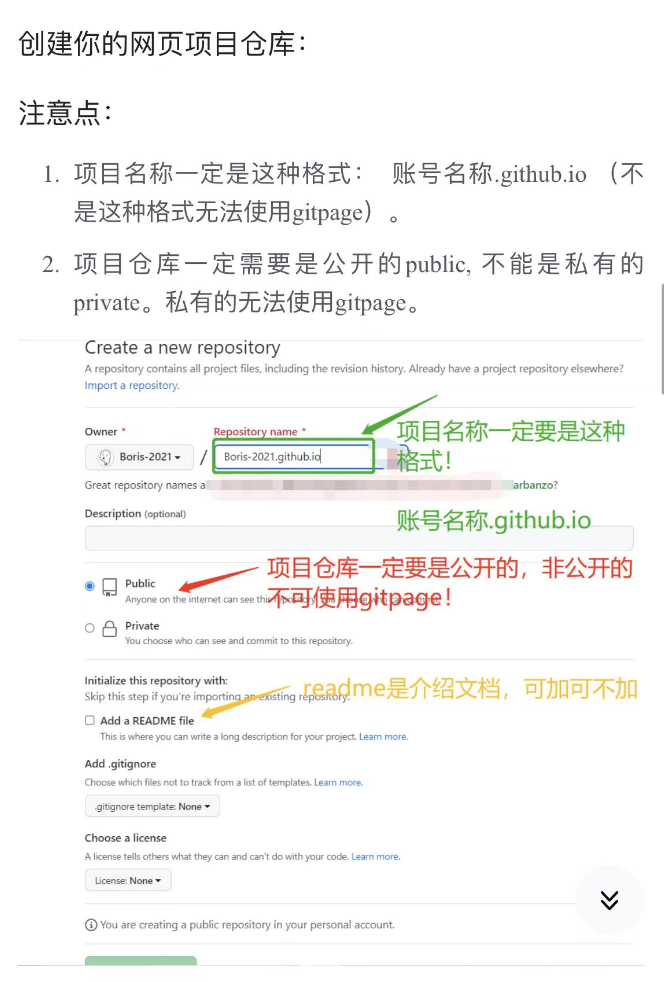 创建你的网页项目仓库：
注意点：
1. 项目名称一定是这种格式： 账号名称.github.io （不
是这种格式无法使用gitpage）。
2. 项目仓库一定需要是公开的public, 不能是私有的
private。私有的无法使用gitpage。
Create a new repository
A repository contains all project files, including the revision history. Already have a project repository elsewhere?
Import a repository.
Owner * Repository name *
Boris-2021 / Boris-2021.github.io
项目名称一定要是这种
格式！
Great repository names a arbanzo?
账号名称.github.io
Description (optional)
项目仓库一定要是公开的，非公开的
不可使用gitpage！
Public
Anyone on the internet can see this
Private
You choose who can see and commit to this repository.
Initialize this repository with:
Skip this step if you're importing an existing repository.
readme是介绍文档，可加可不加
Add a README file
This is where you can write a long description for your project. Learn more.
Add .gitignore
Choose which files not to track from a list of templates. Learn more.
.gitignore template: None
Choose a license
A license tells others what they can and can't do with your code. Learn more.
License: None
You are creating a public repository in your personal account.